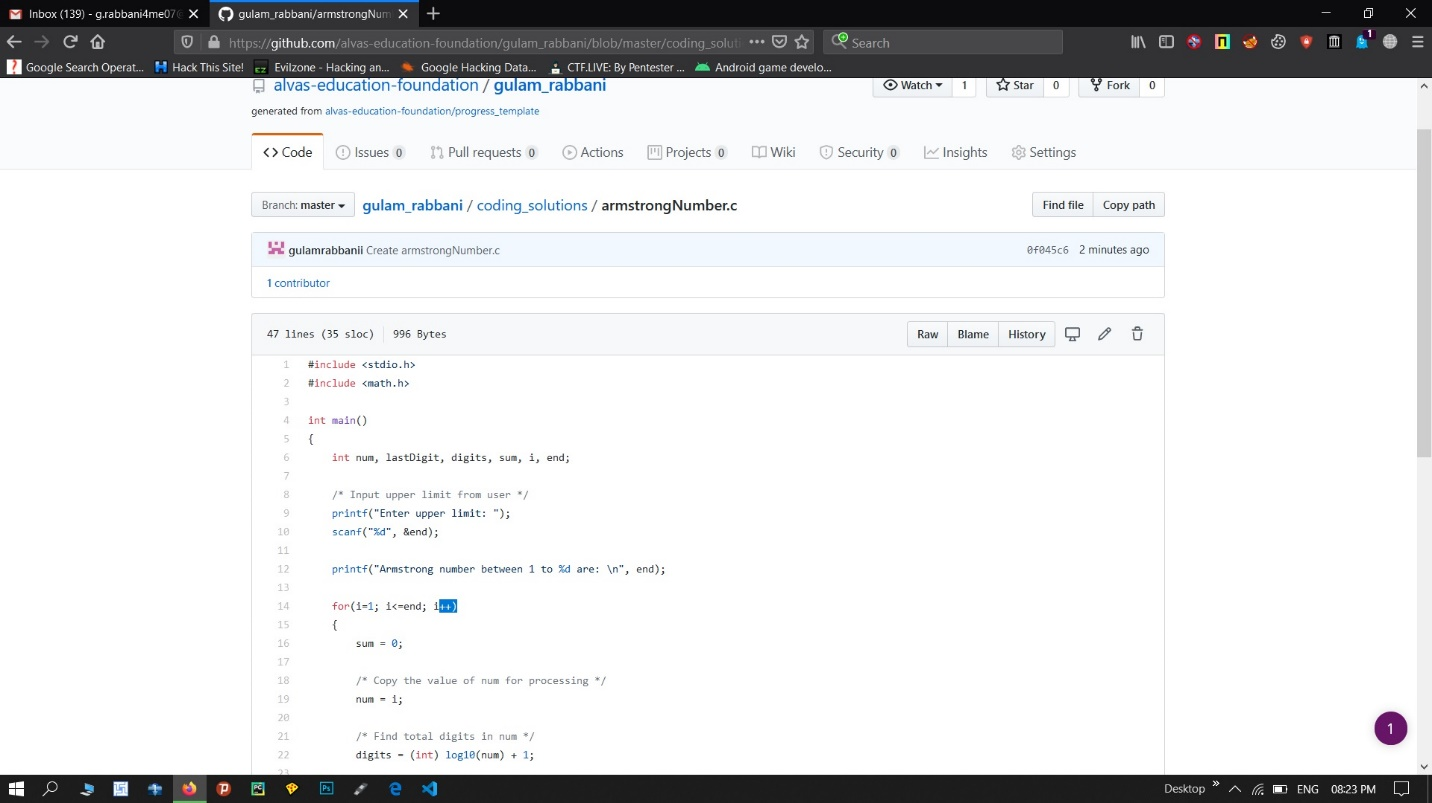 Inbox (139) - g.rabbani4me07@
gulam_rabbani/armstrongNum
https://github.com/alvas-education-foundation/gulam_rabbani/blob/master/coding_soluti
Search
1
Google Search Operat...
Hack This Site!
Evilzone - Hacking an...
Google Hacking Data...
CTF.LIVE: By Pentester ...
Android game develo...
alvas-education-foundation / gulam_rabbani
Watch 1
Star 0
Fork 0
generated from alvas-education-foundation/progress_template
<> Code
Issues 0
Pull requests 0
Actions
Projects 0
Wiki
Security 0
Insights
Settings
Branch: master
gulam_rabbani / coding_solutions / armstrongNumber.c
Find file
Copy path
gulamrabbanii Create armstrongNumber.c
0f045c6 2 minutes ago
1 contributor
47 lines (35 sloc) 996 Bytes
Raw
Blame
History
1 #include <stdio.h>
2 #include <math.h>
3
4 int main()
5 {
6 int num, lastDigit, digits, sum, i, end;
7
8 /* Input upper limit from user */
9 printf("Enter upper limit: ");
10 scanf("%d", &end);
11
12 printf("Armstrong number between 1 to %d are: \n", end);
13
14 for(i=1; i<=end; i++)
15 {
16 sum = 0;
17
18 /* Copy the value of num for processing */
19 num = i;
20
21 /* Find total digits in num */
22 digits = (int) log10(num) + 1;
23
1
Desktop
ENG
08:23 PM